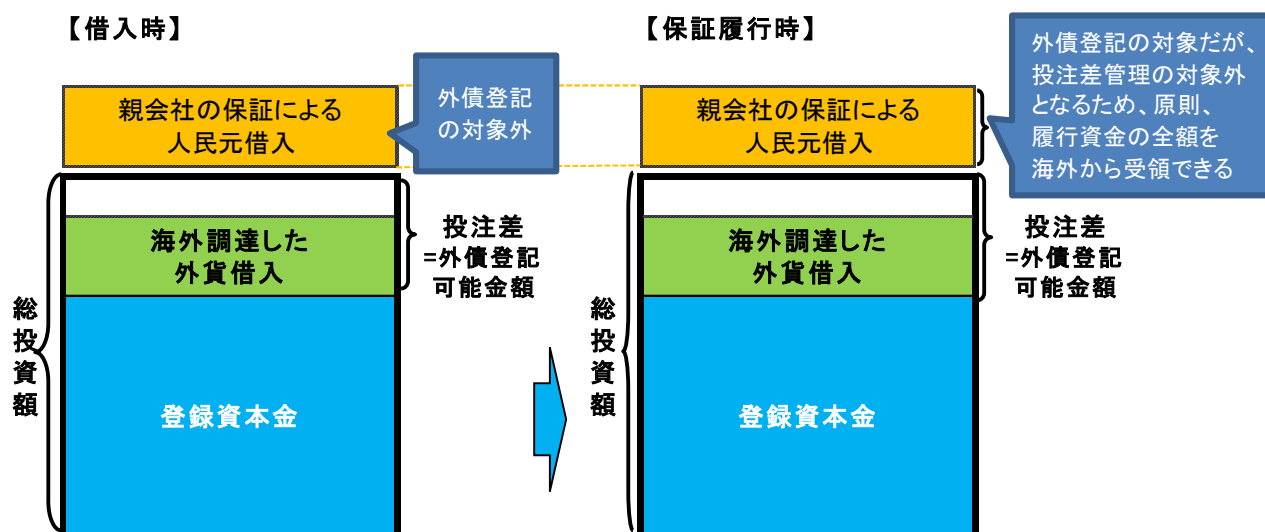 【借入時】
親会社の保証による
人民元借入
外債登記
の対象外
海外調達した
外貨借入
投注差
=外債登記
可能金額
総投資額
登録資本金
【保証履行時】
親会社の保証による
人民元借入
外債登記の対象だが、
投注差管理の対象外
となるため、原則、
履行資金の全額を
海外から受領できる
海外調達した
外貨借入
投注差
=外債登記
可能金額
総投資額
登録資本金